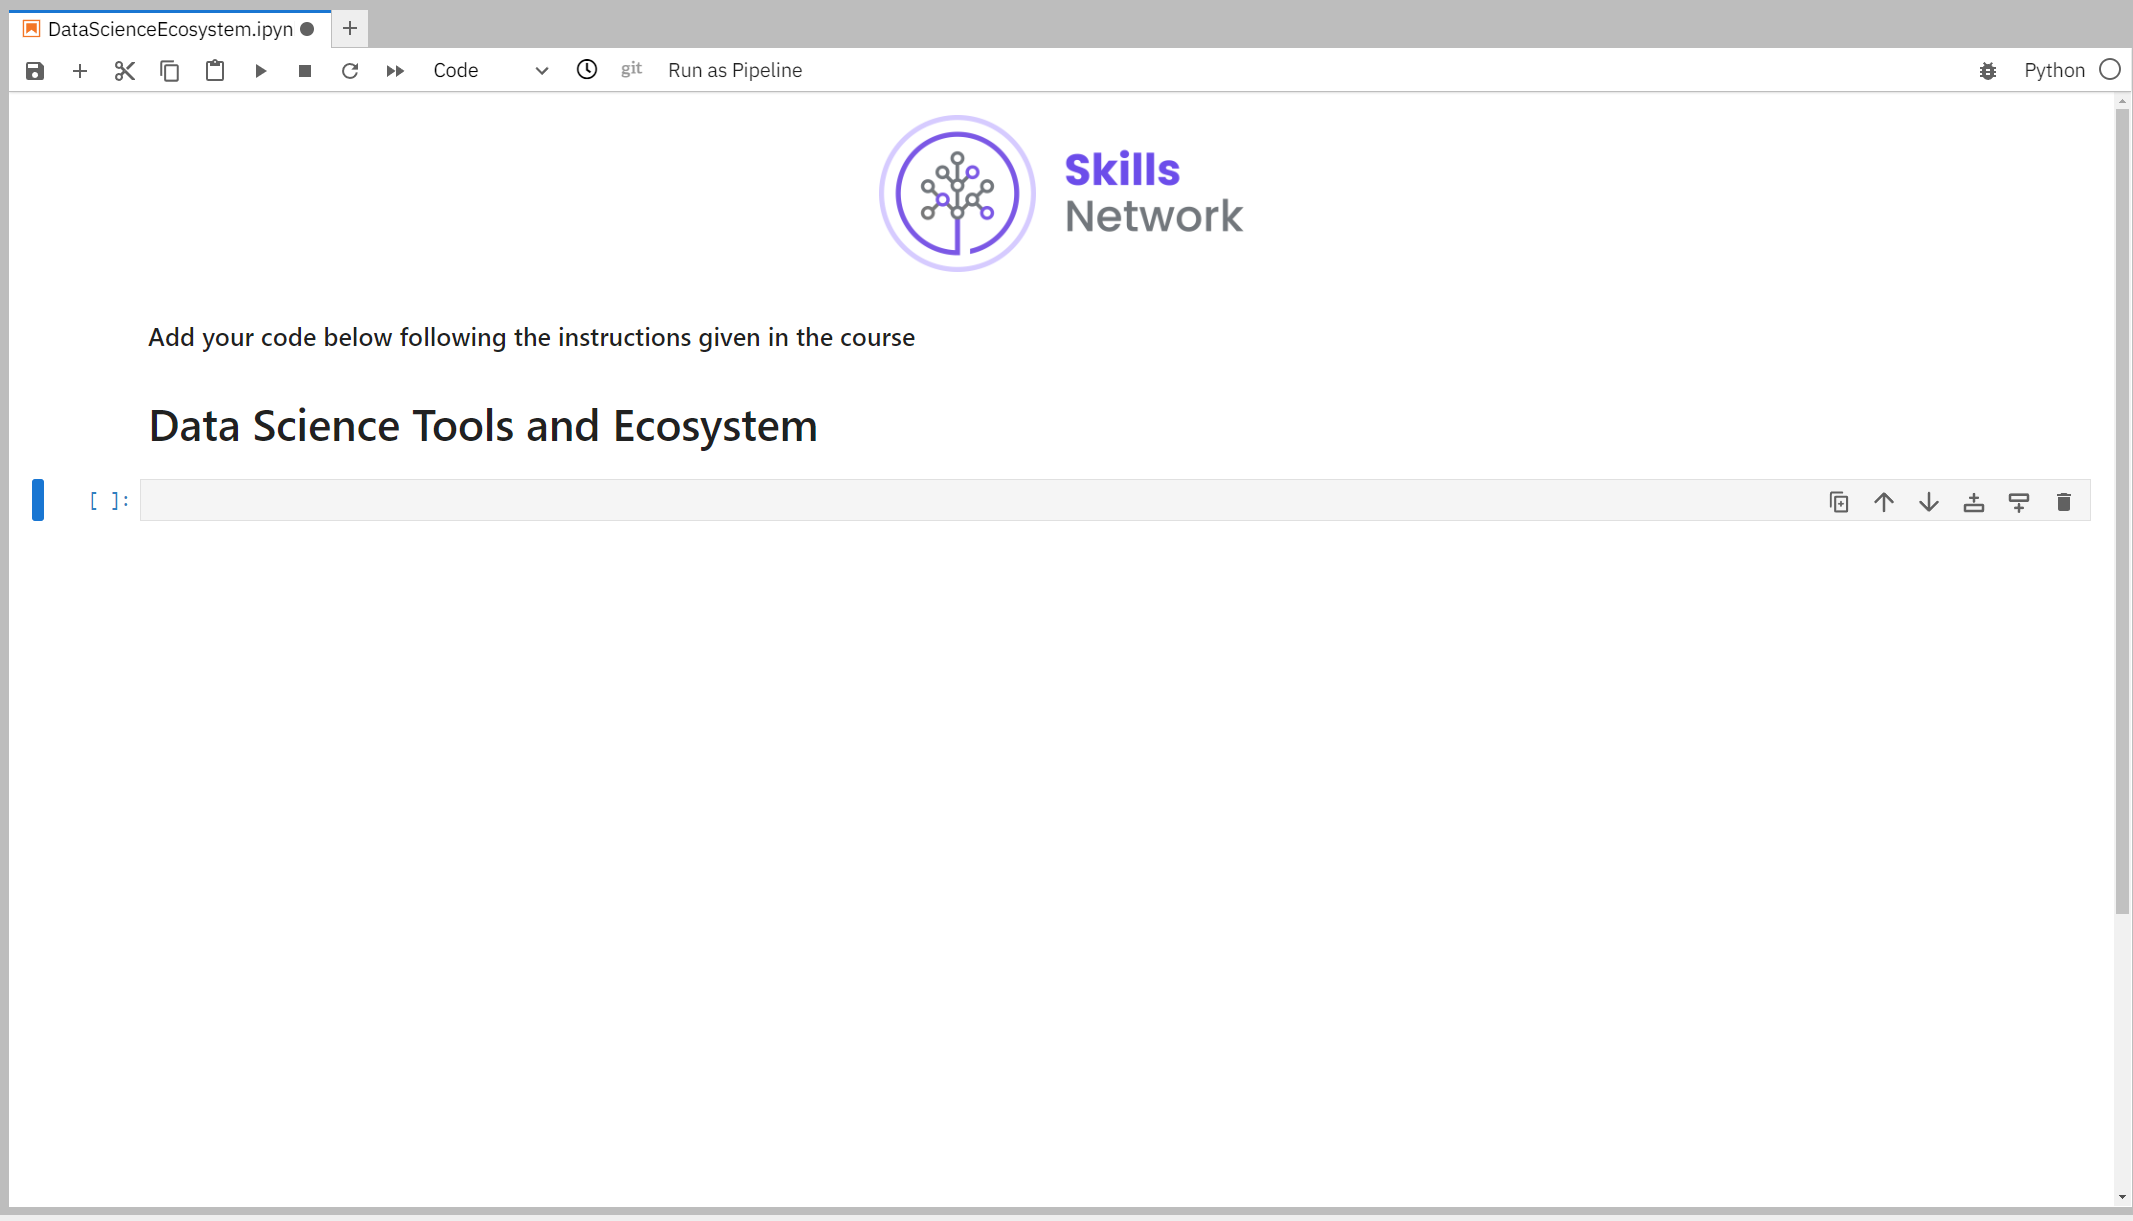 DataScienceEcosystem.ipyn
Code git Run as Pipeline Python
Skills
Network
Add your code below following the instructions given in the course
Data Science Tools and Ecosystem
[ ]: